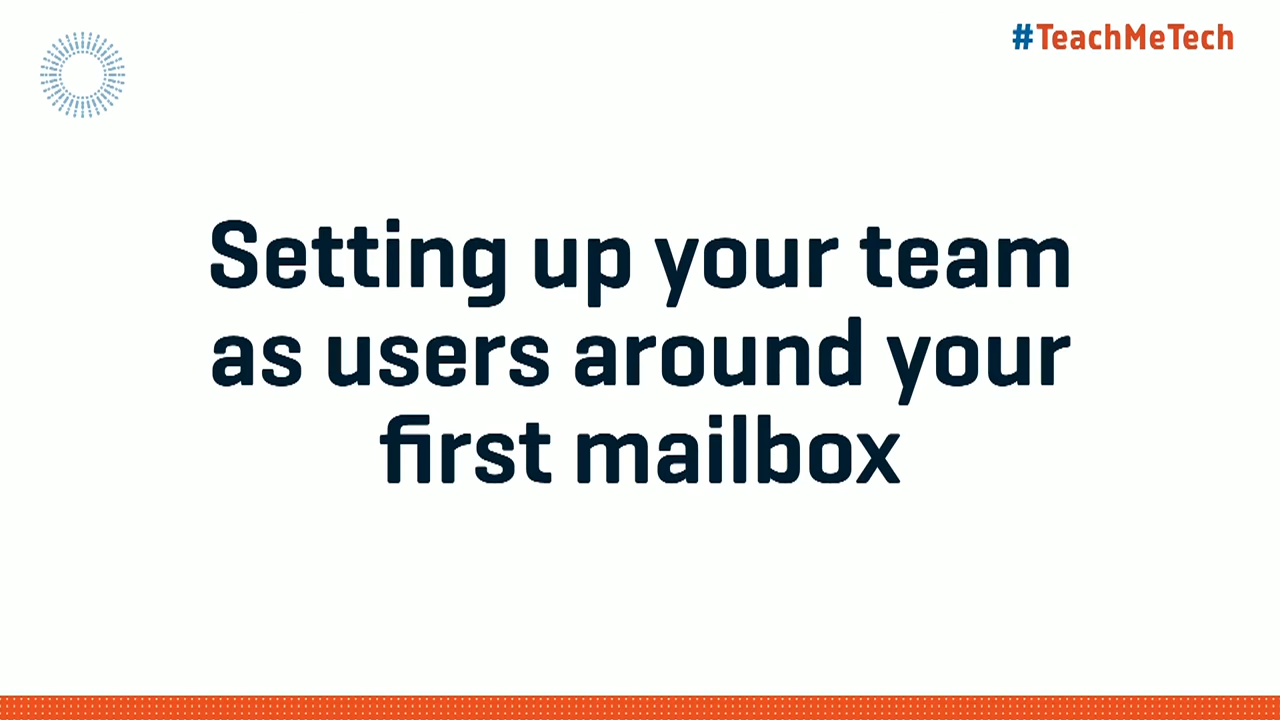 #TeachMeTech
Setting up your team
as users around your
first mailbox